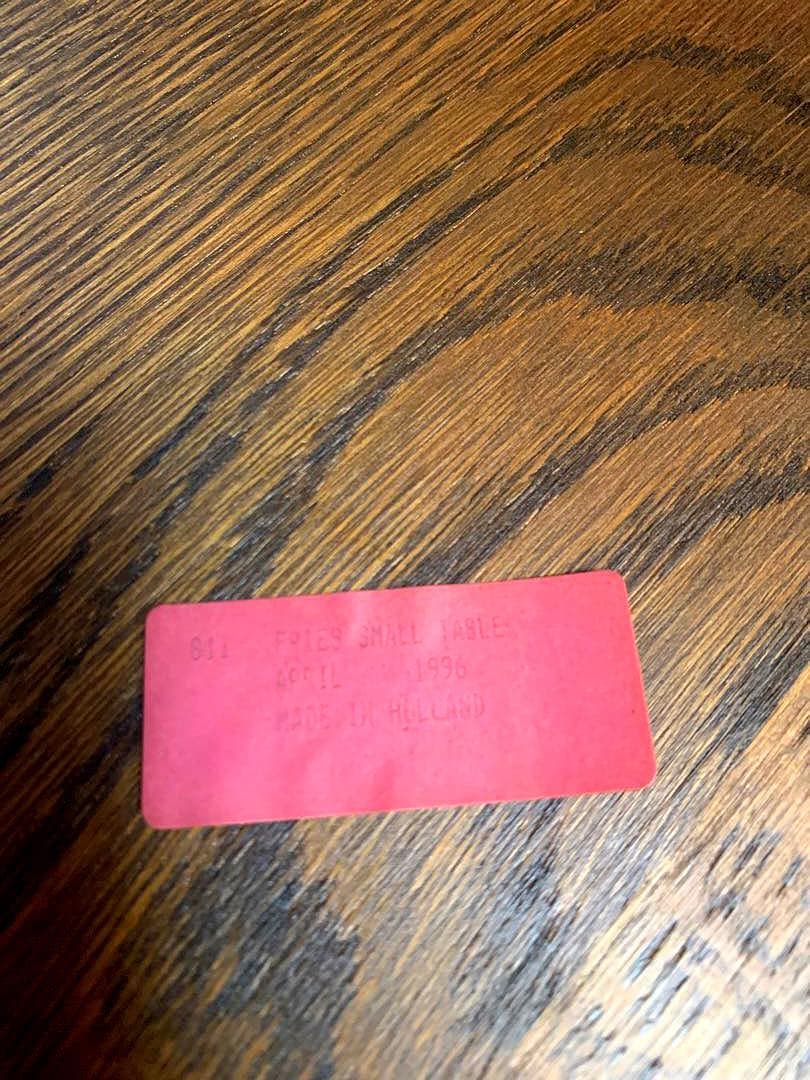 811 FRIES SMALL TABLE
APRIL 1996
MADE IN HOLLAND